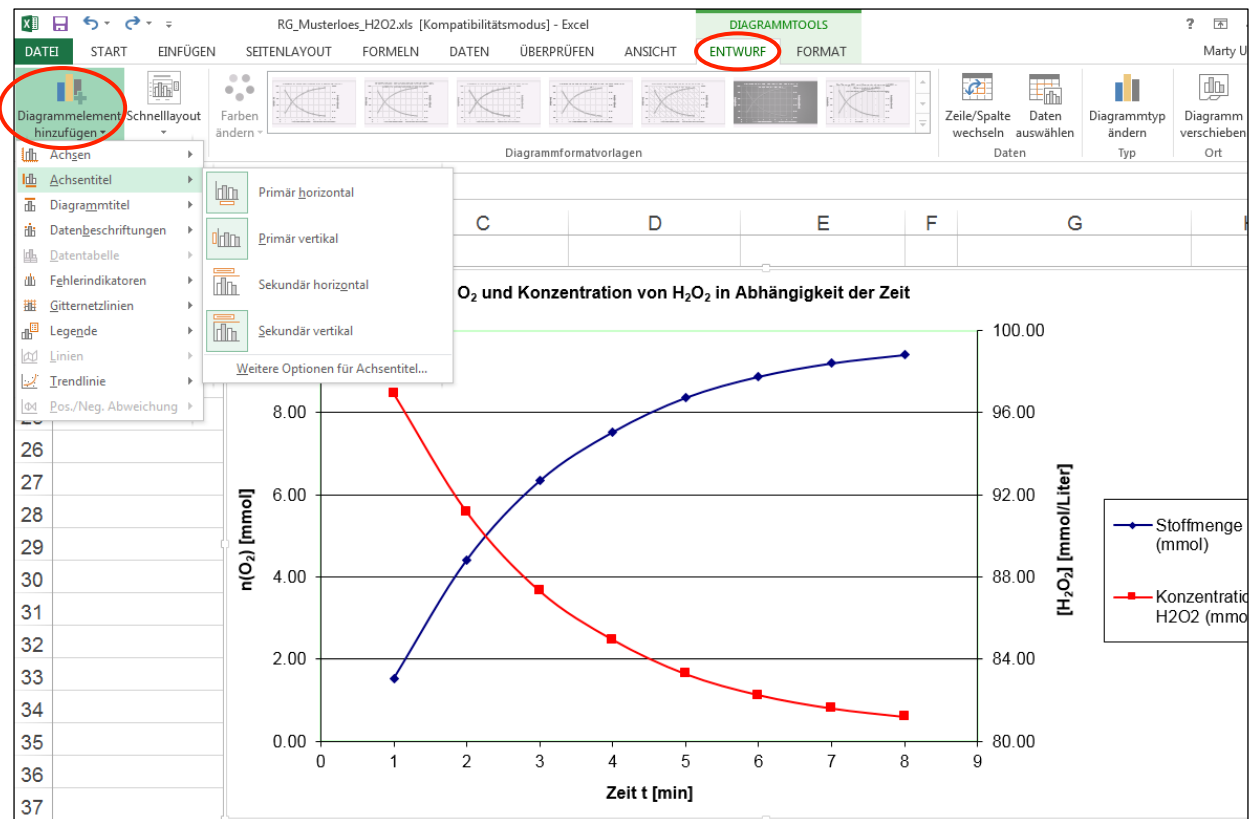 RG_Musterloes_H2O2.xls [Kompatibilitätsmodus] - Excel
DIAGRAMMTOOLS
?
DATEI START EINFÜGEN SEITENLAYOUT FORMELN DATEN ÜBERPRÜFEN ANSICHT ENTWURF FORMAT Marty U
Diagrammelement hinzufügen
Schnelllayout
Farben ändern
Zeile/Spalte wechseln
Daten auswählen
Diagrammtyp ändern
Diagramm verschieben
Diagrammformatvorlagen
Daten
Typ
Ort
Achsen
Achsentitel
Diagrammtitel
Datenbeschriftungen
Datentabelle
Fehlerindikatoren
Gitternetzlinien
Legende
Linien
Trendlinie
Pos./Neg. Abweichung
Primär horizontal
Primär vertikal
Sekundär horizontal
Sekundär vertikal
Weitere Optionen für Achsentitel...
C D E F G
26
27
28
29
30
31
32
33
34
35
36
37
O₂ und Konzentration von H₂O₂ in Abhängigkeit der Zeit
8.00
6.00
4.00
2.00
0.00
n(O₂) [mmol]
100.00
96.00
92.00
88.00
84.00
80.00
[H₂O₂] [mmol/Liter]
0 1 2 3 4 5 6 7 8 9
Zeit t [min]
Stoffmenge
(mmol)
Konzentratio
H2O2 (mmo